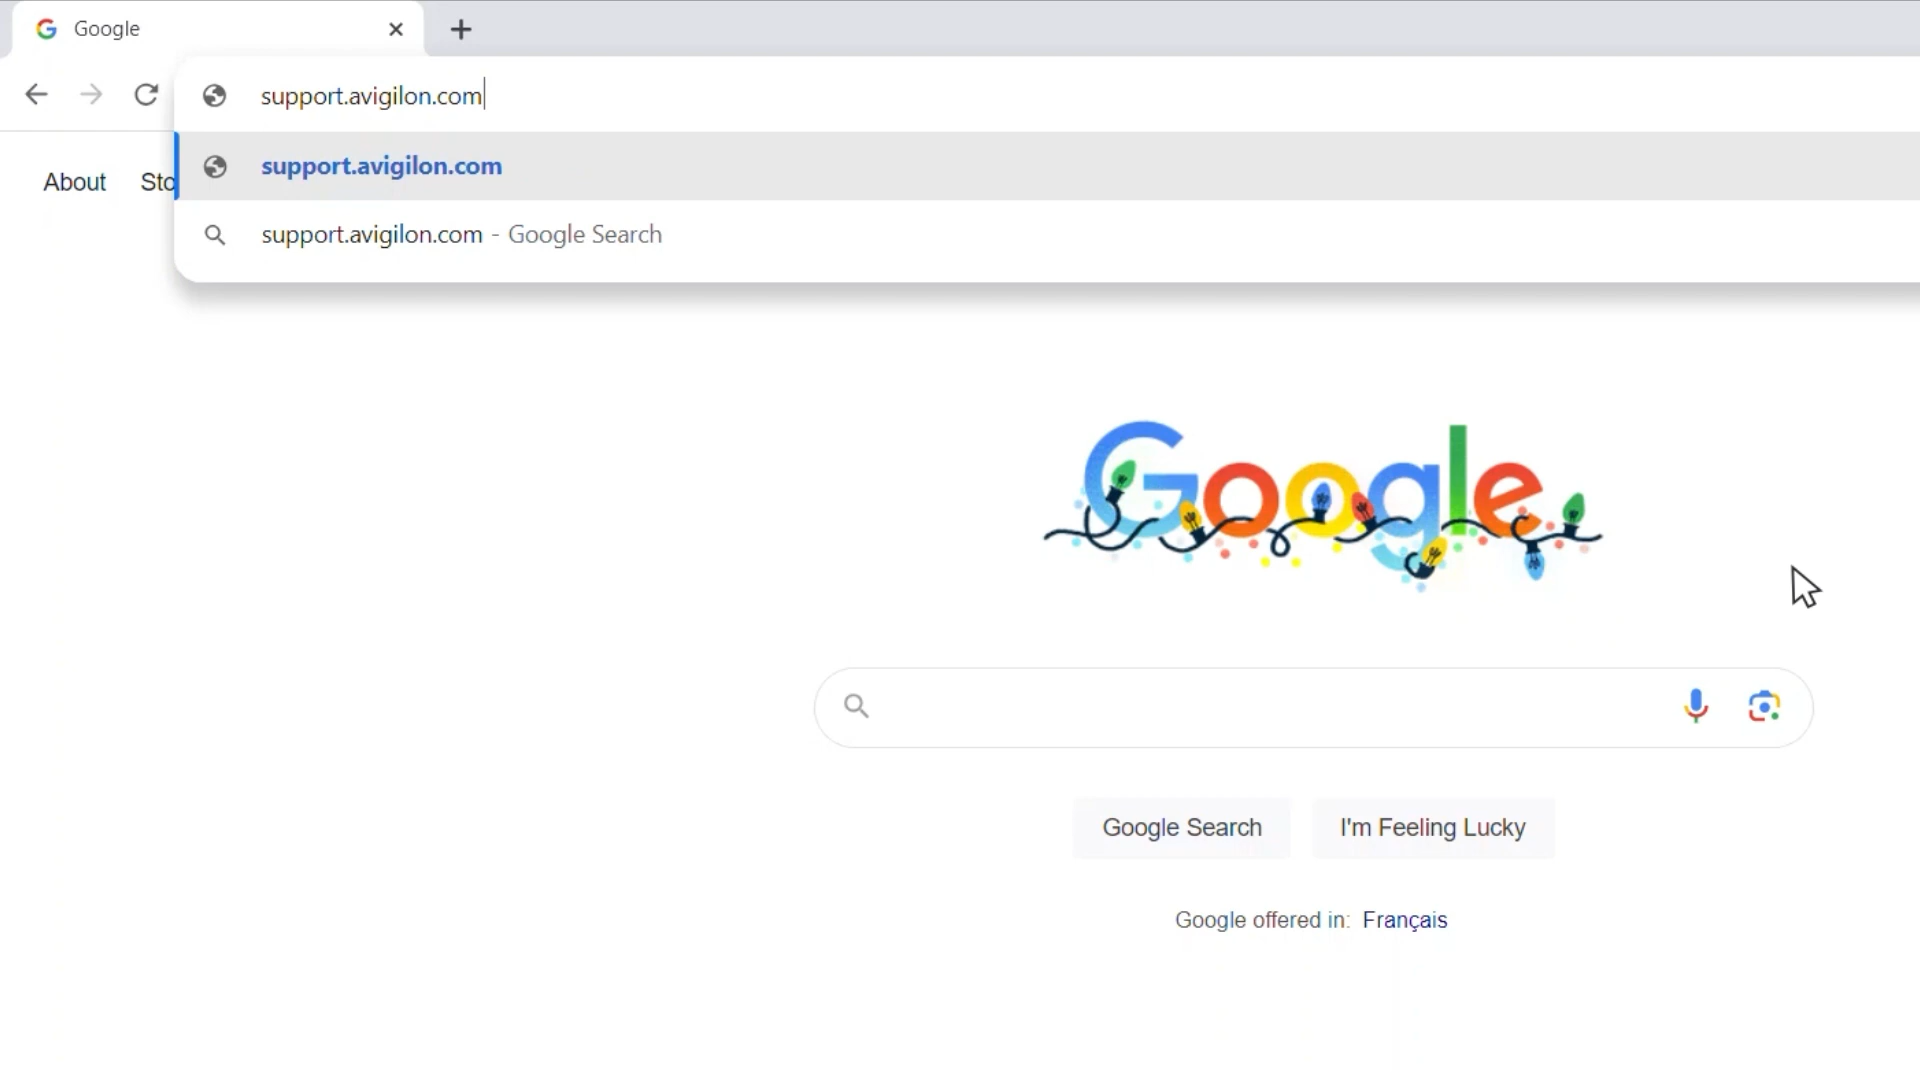 Google
support.avigilon.com
support.avigilon.com
About Sto
support.avigilon.com - Google Search
Google
Google Search
I'm Feeling Lucky
Google offered in: Français